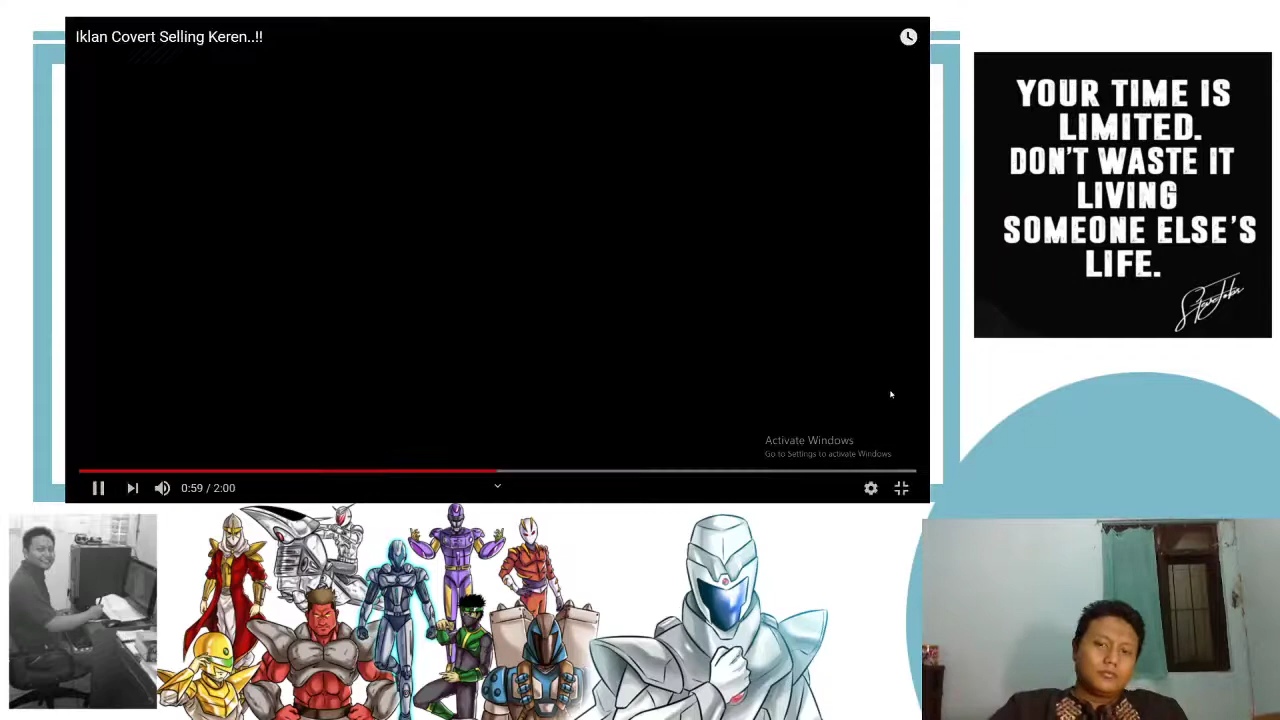 Iklan Covert Selling Keren..!!
YOUR TIME IS
LIMITED.
DON'T WASTE IT
LIVING
SOMEONE ELSE'S
LIFE.
Activate Windows
Go to Settings to activate Windows
0:59 / 2:00